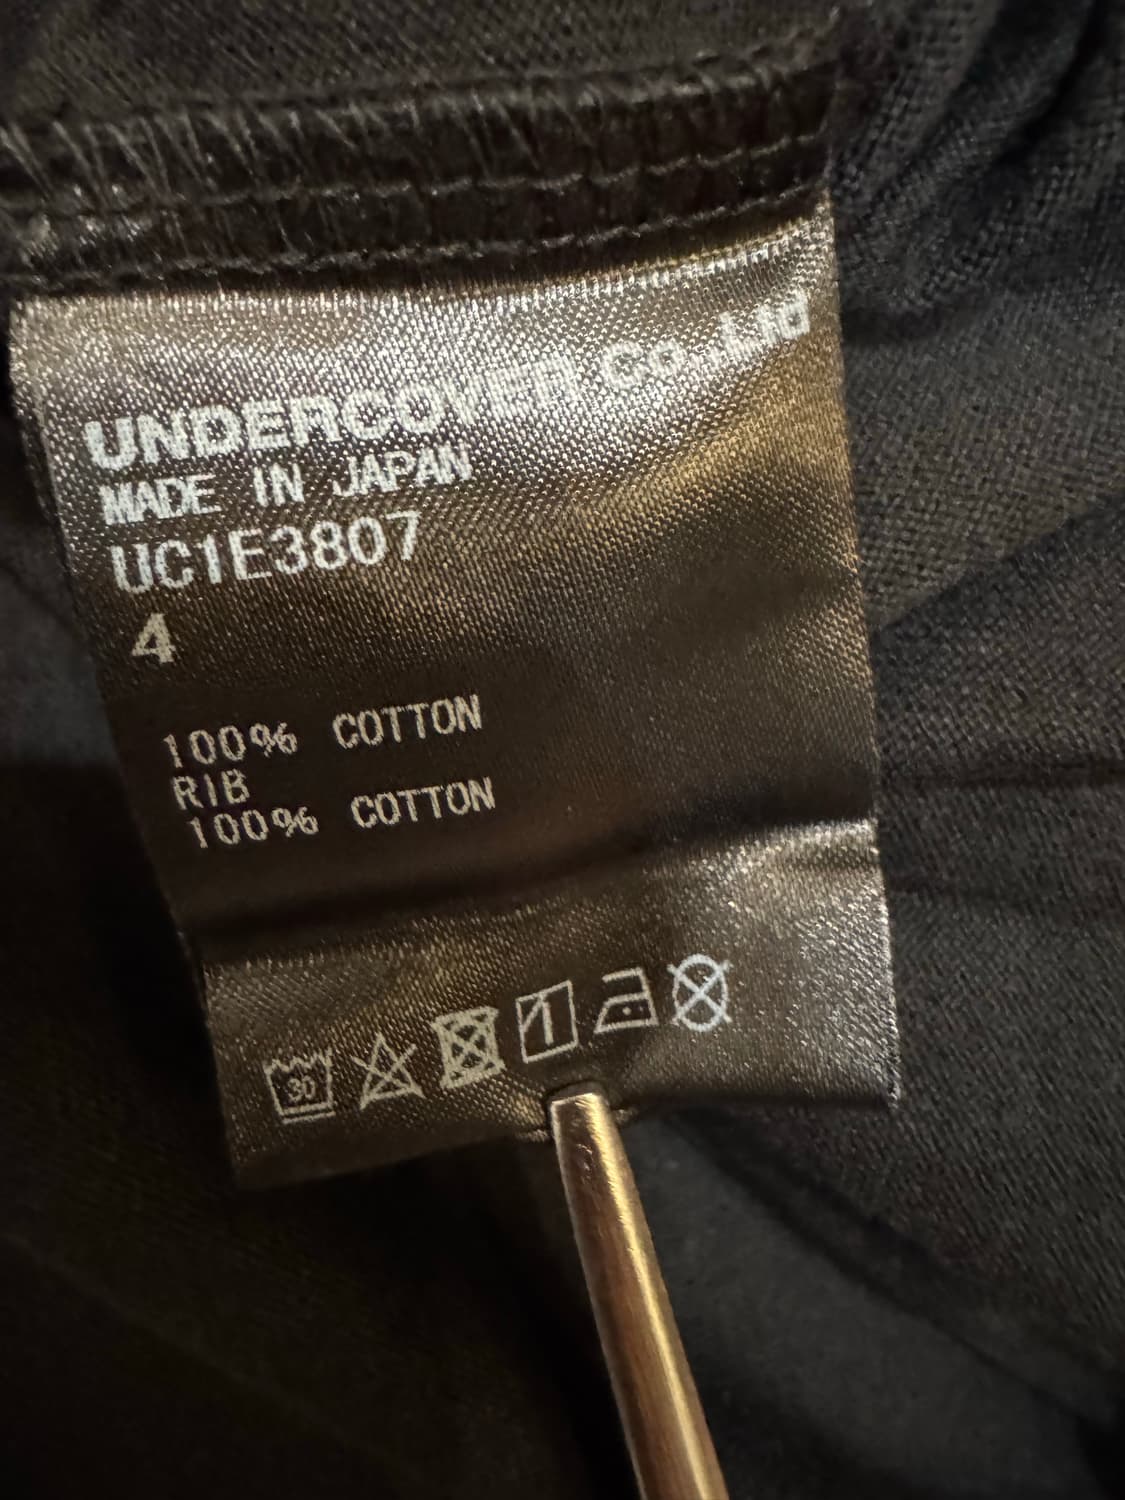 UNDERCOVER Co.,Ltd
MADE IN JAPAN
UC1E3807
4
100% COTTON
RIB
100% COTTON
30